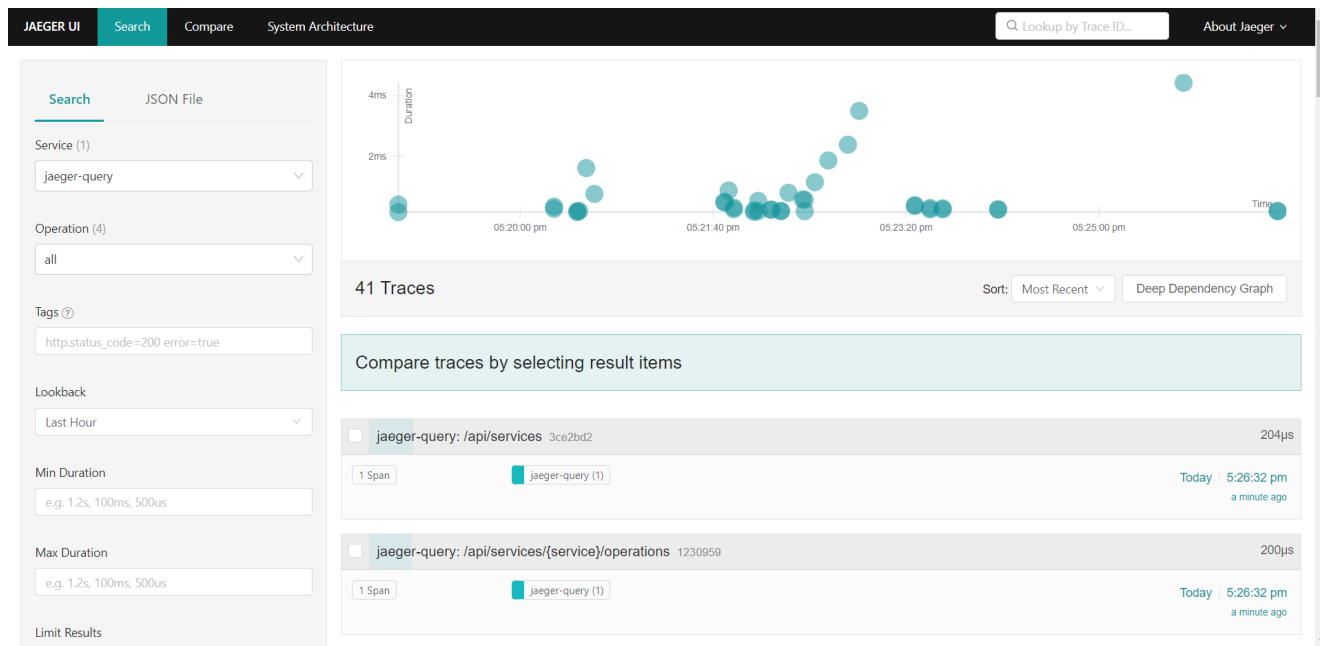 JAEGER UI Search Compare System Architecture Lookup by Trace ID... About Jaeger
Search JSON File
Service (1)
jaeger-query
Operation (4)
all
Tags ?
http.status_code=200 error=true
Lookback
Last Hour
Min Duration
e.g. 1.2s, 100ms, 500us
Max Duration
e.g. 1.2s, 100ms, 500us
Limit Results
Duration
4ms
2ms
Time
05:20:00 pm 05:21:40 pm 05:23:20 pm 05:25:00 pm
41 Traces Sort: Most Recent Deep Dependency Graph
Compare traces by selecting result items
jaeger-query: /api/services 3ce2bd2 204μs
1 Span jaeger-query (1) Today 5:26:32 pm
a minute ago
jaeger-query: /api/services/{service}/operations 1230959 200μs
1 Span jaeger-query (1) Today 5:26:32 pm
a minute ago